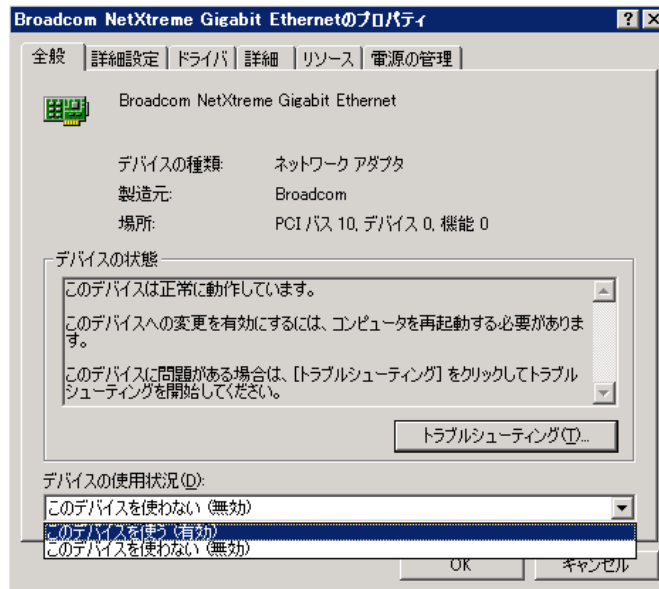 Broadcom NetXtreme Gigabit Ethernetのプロパティ
全般 詳細設定 ドライバ 詳細 リソース 電源の管理
Broadcom NetXtreme Gigabit Ethernet
デバイスの種類: ネットワーク アダプタ
製造元: Broadcom
場所: PCI バス 10, デバイス 0, 機能 0
デバイスの状態
このデバイスは正常に動作しています。
このデバイスへの変更を有効にするには、コンピュータを再起動する必要がありま
す。
このデバイスに問題がある場合は、[トラブルシューティング] をクリックしてトラブル
シューティングを開始してください。
トラブルシューティング(T)...
デバイスの使用状況(D):
このデバイスを使わない (無効)
このデバイスを使う (有効)
このデバイスを使わない (無効)
OK キャンセル